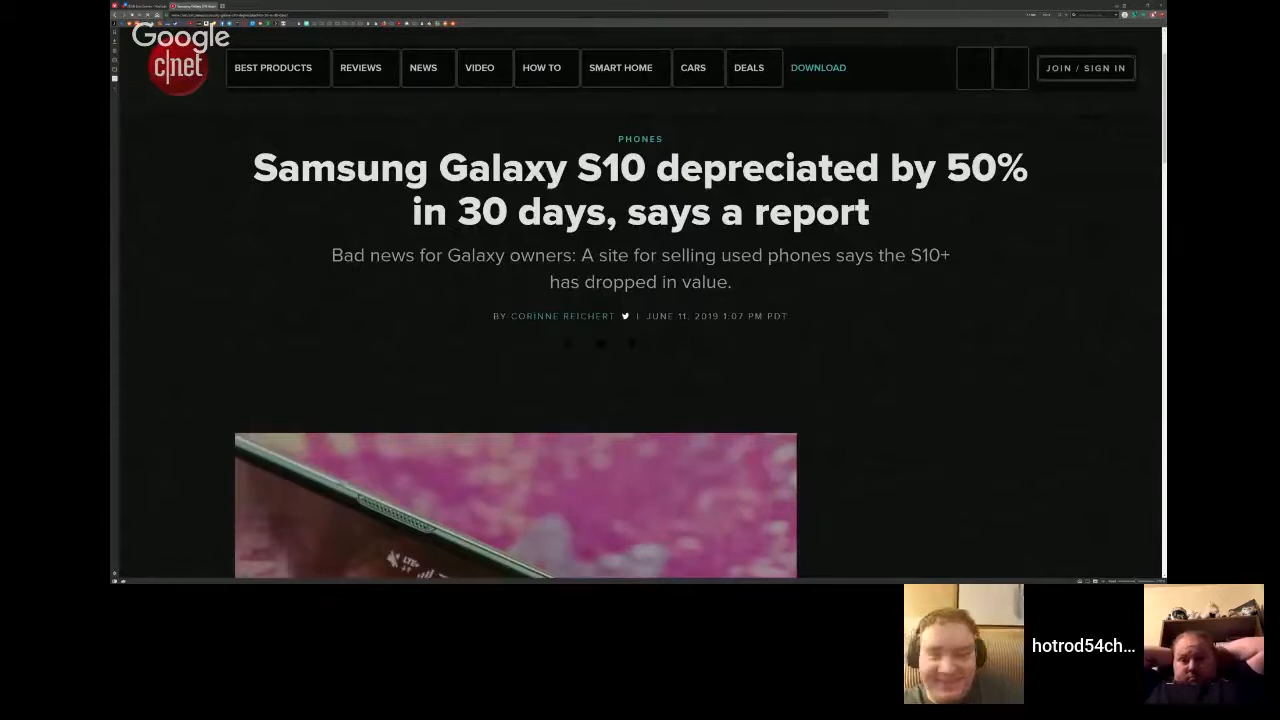 Google
c|net
BEST PRODUCTS
REVIEWS
NEWS
VIDEO
HOW TO
SMART HOME
CARS
DEALS
DOWNLOAD
JOIN / SIGN IN
PHONES
Samsung Galaxy S10 depreciated by 50%
in 30 days, says a report
Bad news for Galaxy owners: A site for selling used phones says the S10+
has dropped in value.
BY CORINNE REICHERT | JUNE 11, 2019 1:07 PM PDT
LTE+
hotrod54ch...